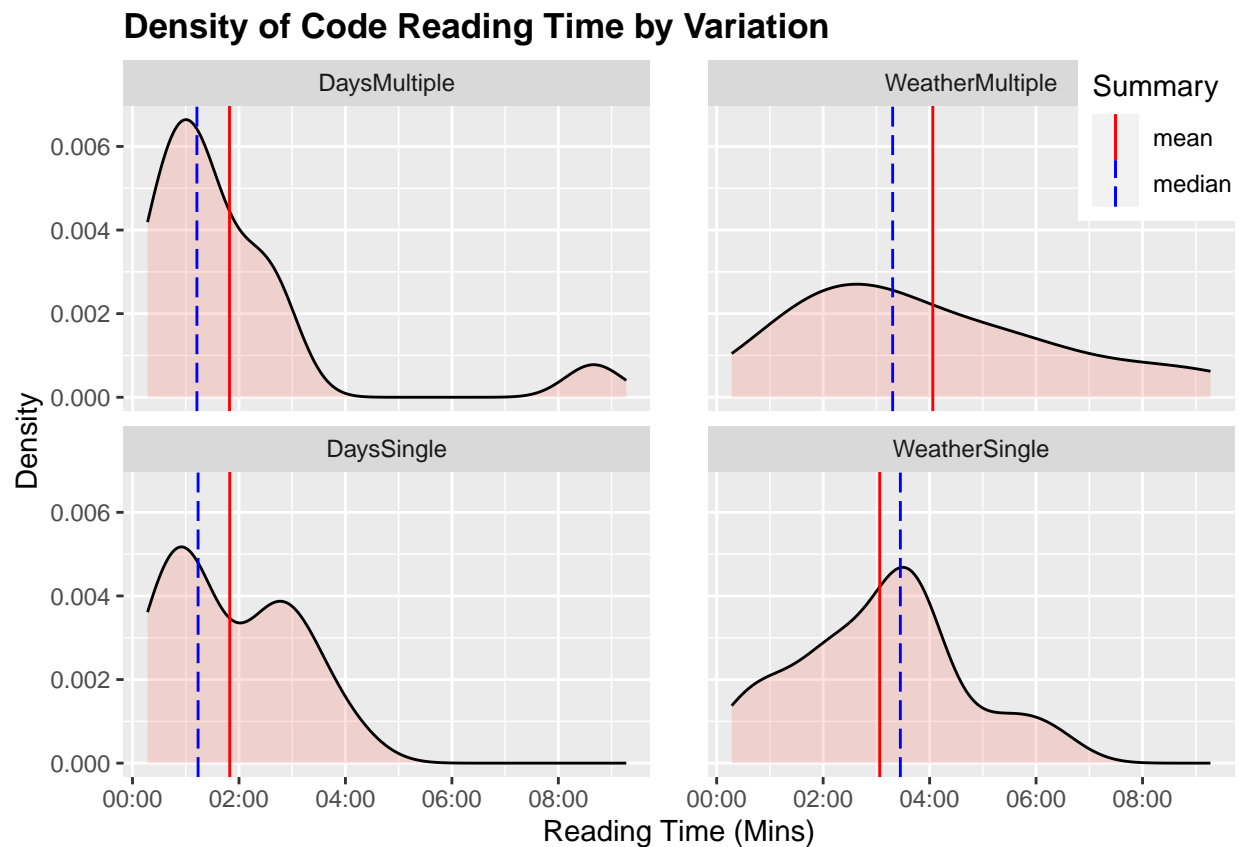 Density of Code Reading Time by Variation
DaysMultiple
WeatherMultiple
Summary
mean
median
0.006
0.004
0.002
0.000
Density
DaysSingle
WeatherSingle
0.006
0.004
0.002
0.000
00:00 02:00 04:00 06:00 08:00
00:00 02:00 04:00 06:00 08:00
Reading Time (Mins)